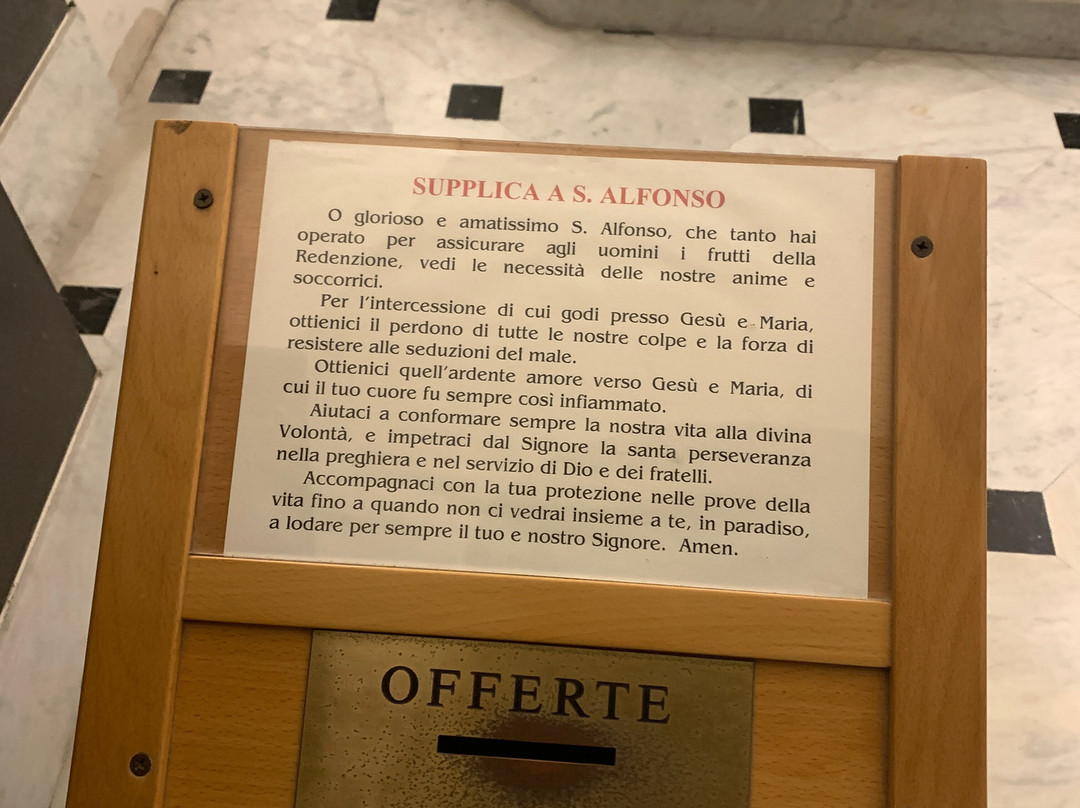 SUPPLICA A S. ALFONSO
O glorioso e amatissimo S. Alfonso, che tanto hai
operato per assicurare agli uomini i frutti della
Redenzione, vedi le necessità delle nostre anime e
soccorrici.
Per l'intercessione di cui godi presso Gesù e Maria,
ottienici il perdono di tutte le nostre colpe e la forza di
resistere alle seduzioni del male.
Ottienici quell'ardente amore verso Gesù e Maria, di
cui il tuo cuore fu sempre così infiammato.
Aiutaci a conformare sempre la nostra vita alla divina
Volontà, e impetraci dal Signore la santa perseveranza
nella preghiera e nel servizio di Dio e dei fratelli.
Accompagnaci con la tua protezione nelle prove della
vita fino a quando non ci vedrai insieme a te, in paradiso,
a lodare per sempre il tuo e nostro Signore. Amen.
OFFERTE